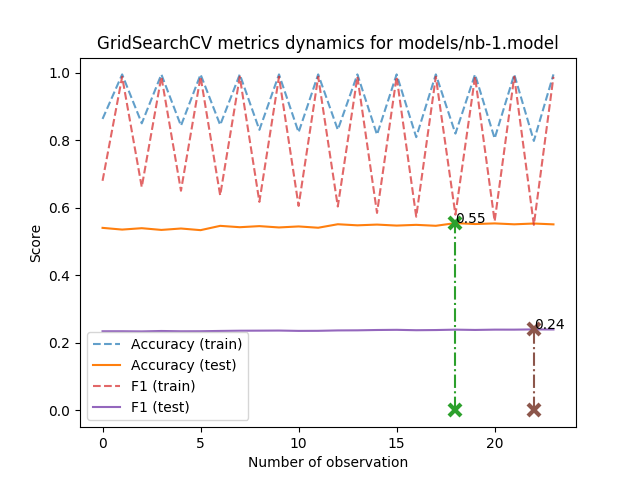 GridSearchCV metrics dynamics for models/nb-1.model
1.0
0.8
0.6
0.4
0.2
0.0
Score
0.55
0.24
Accuracy (train)
Accuracy (test)
F1 (train)
F1 (test)
0 5 10 15 20
Number of observation